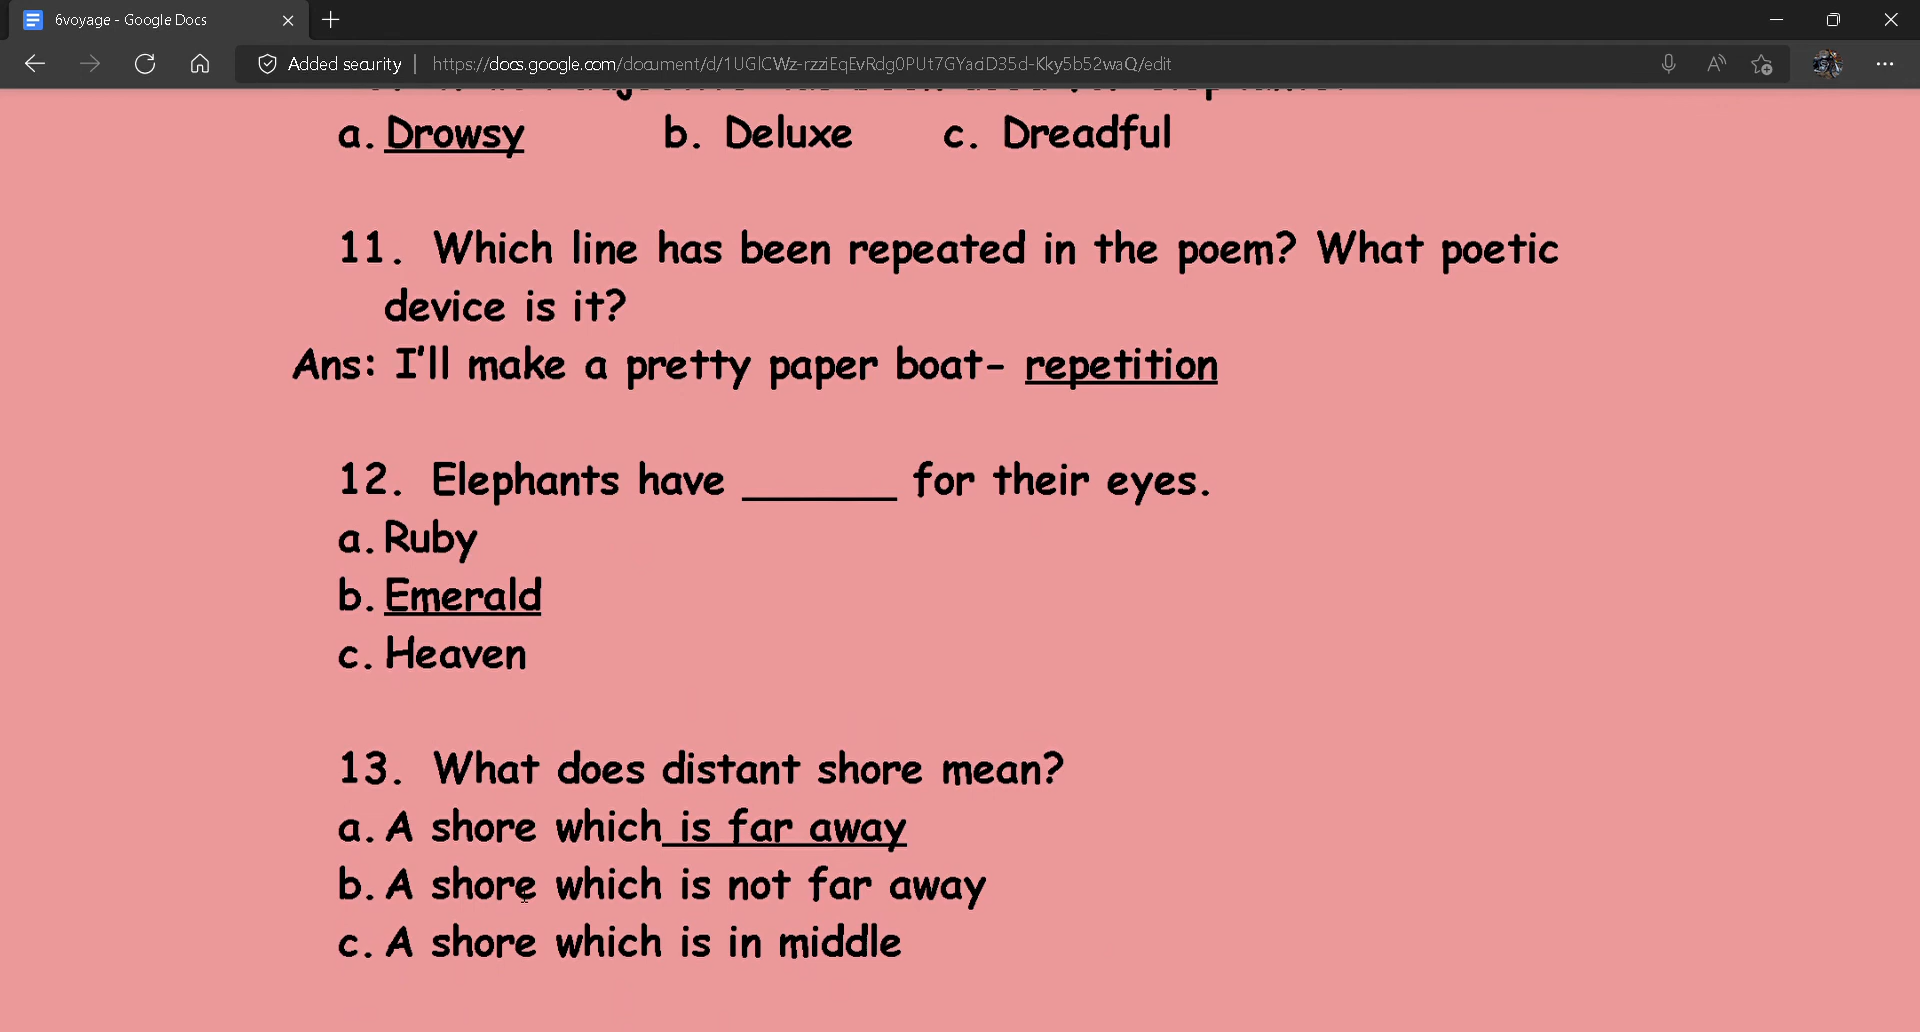 6voyage - Google Docs
Added security
https://docs.google.com/document/d/1UGlCWz-rzziEqEvRdg0PUt7GYadD35d-Kky5b52waQ/edit
a. Drowsy b. Deluxe c. Dreadful
11. Which line has been repeated in the poem? What poetic
device is it?
Ans: I'll make a pretty paper boat- repetition
12. Elephants have ______ for their eyes.
a. Ruby
b. Emerald
c. Heaven
13. What does distant shore mean?
a. A shore which is far away
b. A shore which is not far away
c. A shore which is in middle